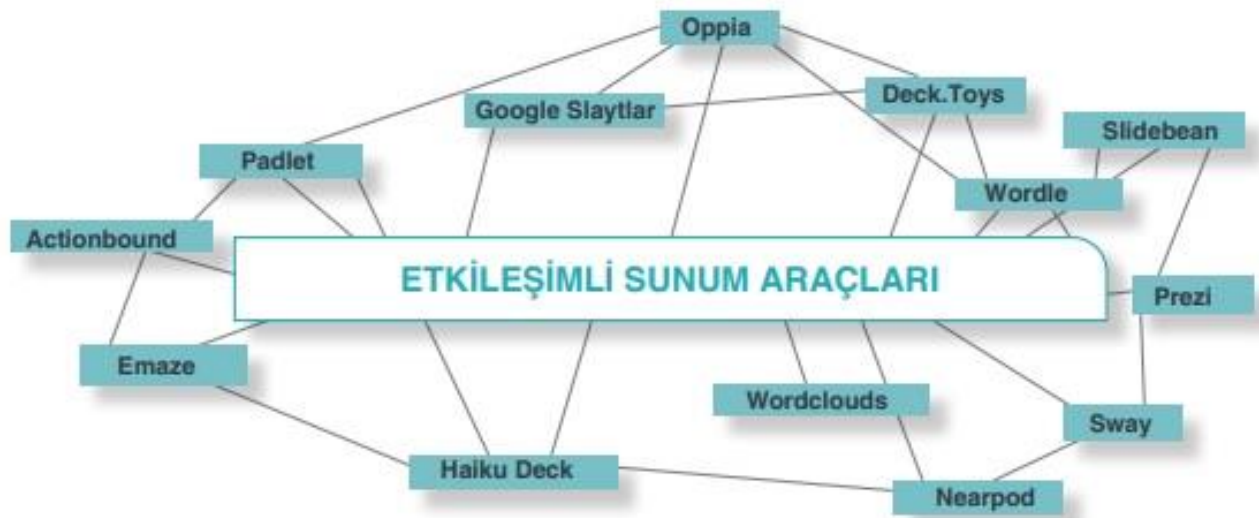 Oppia
Google Slaytlar
Deck.Toys
Slidebean
Padlet
Wordle
Actionbound
ETKİLEŞİMLİ SUNUM ARAÇLARI
Prezi
Emaze
Wordclouds
Sway
Haiku Deck
Nearpod